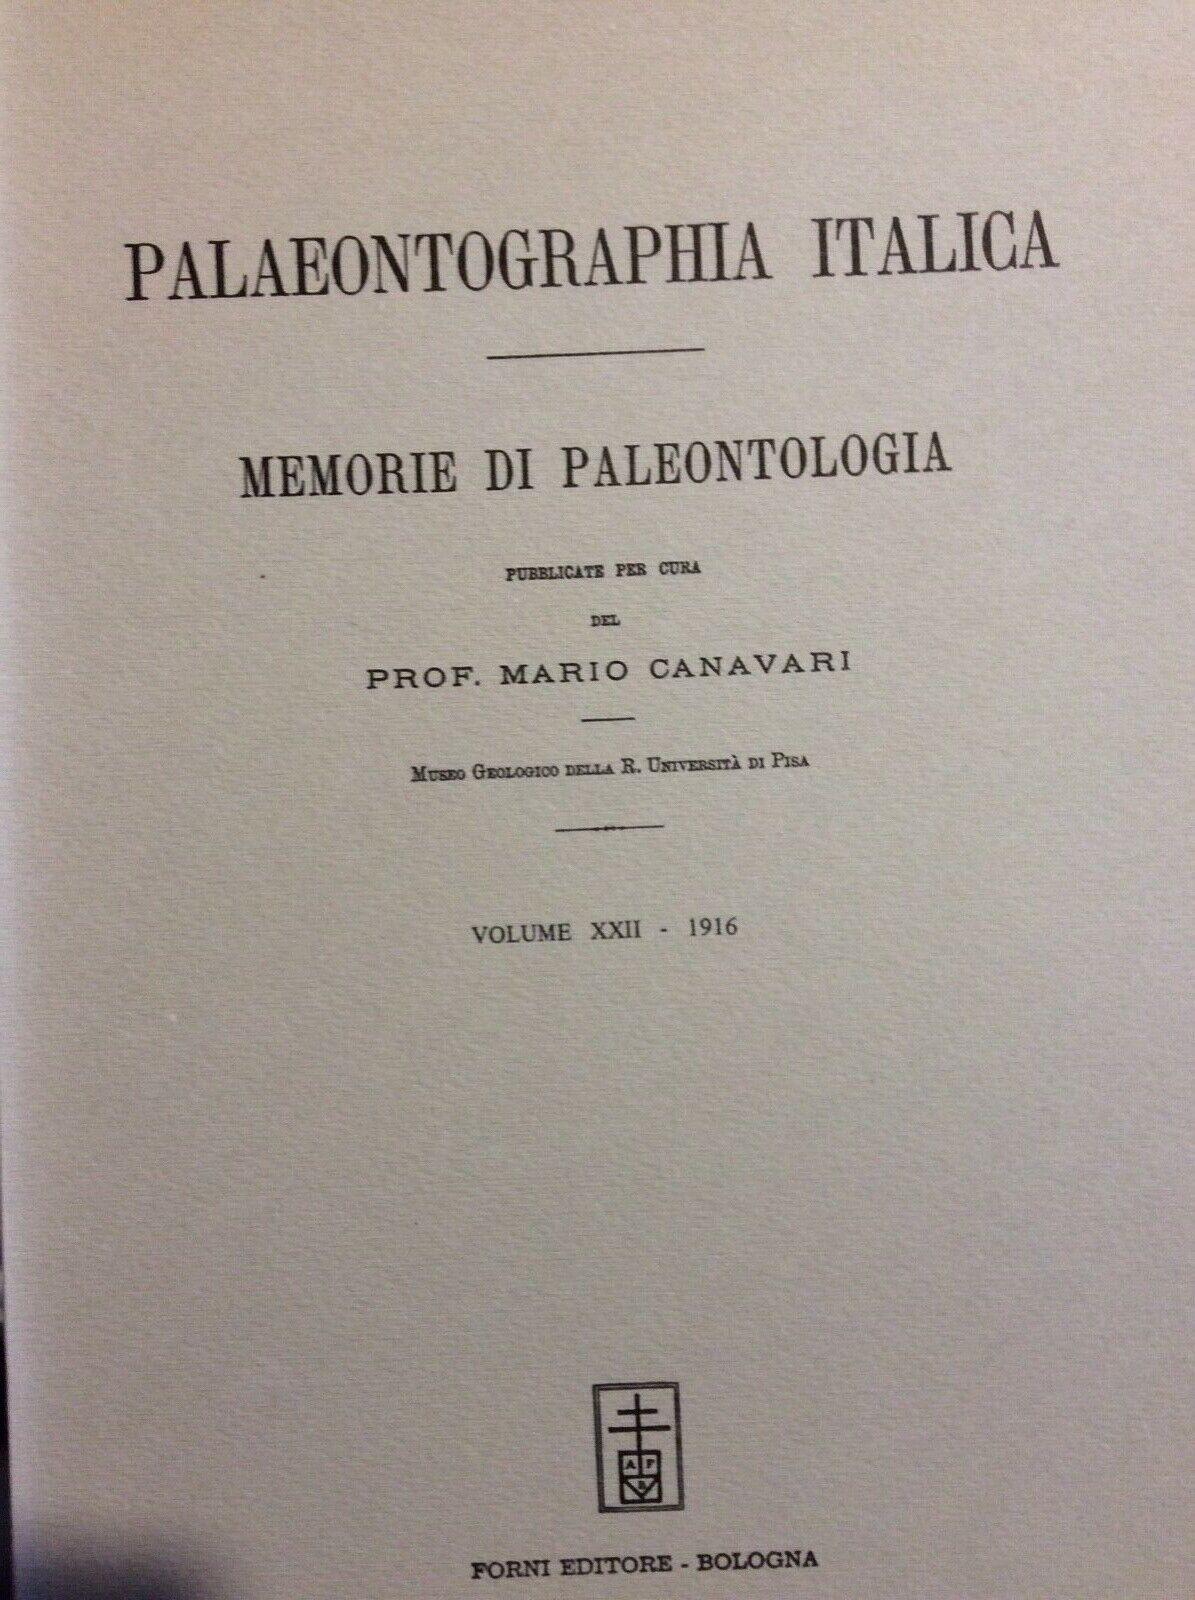 PALAEONTOGRAPHIA ITALICA
MEMORIE DI PALEONTOLOGIA
PUBBLICATE PER CURA
DEL
PROF. MARIO CANAVARI
MUSEO GEOLOGICO DELLA R. UNIVERSITÀ DI PISA
VOLUME XXII - 1916
A F
B
FORNI EDITORE - BOLOGNA